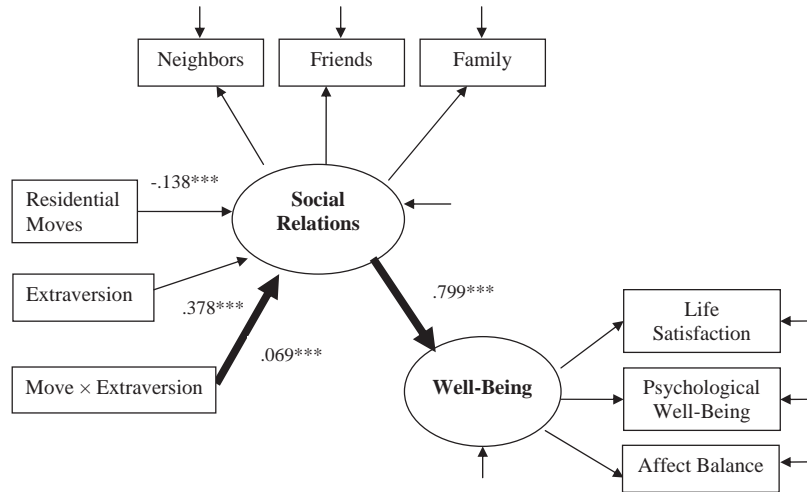 Neighbors
Friends
Family
-.138***
Residential
Moves
Social
Relations
Extraversion
.378***
.799***
.069***
Move × Extraversion
Well-Being
Life
Satisfaction
Psychological
Well-Being
Affect Balance